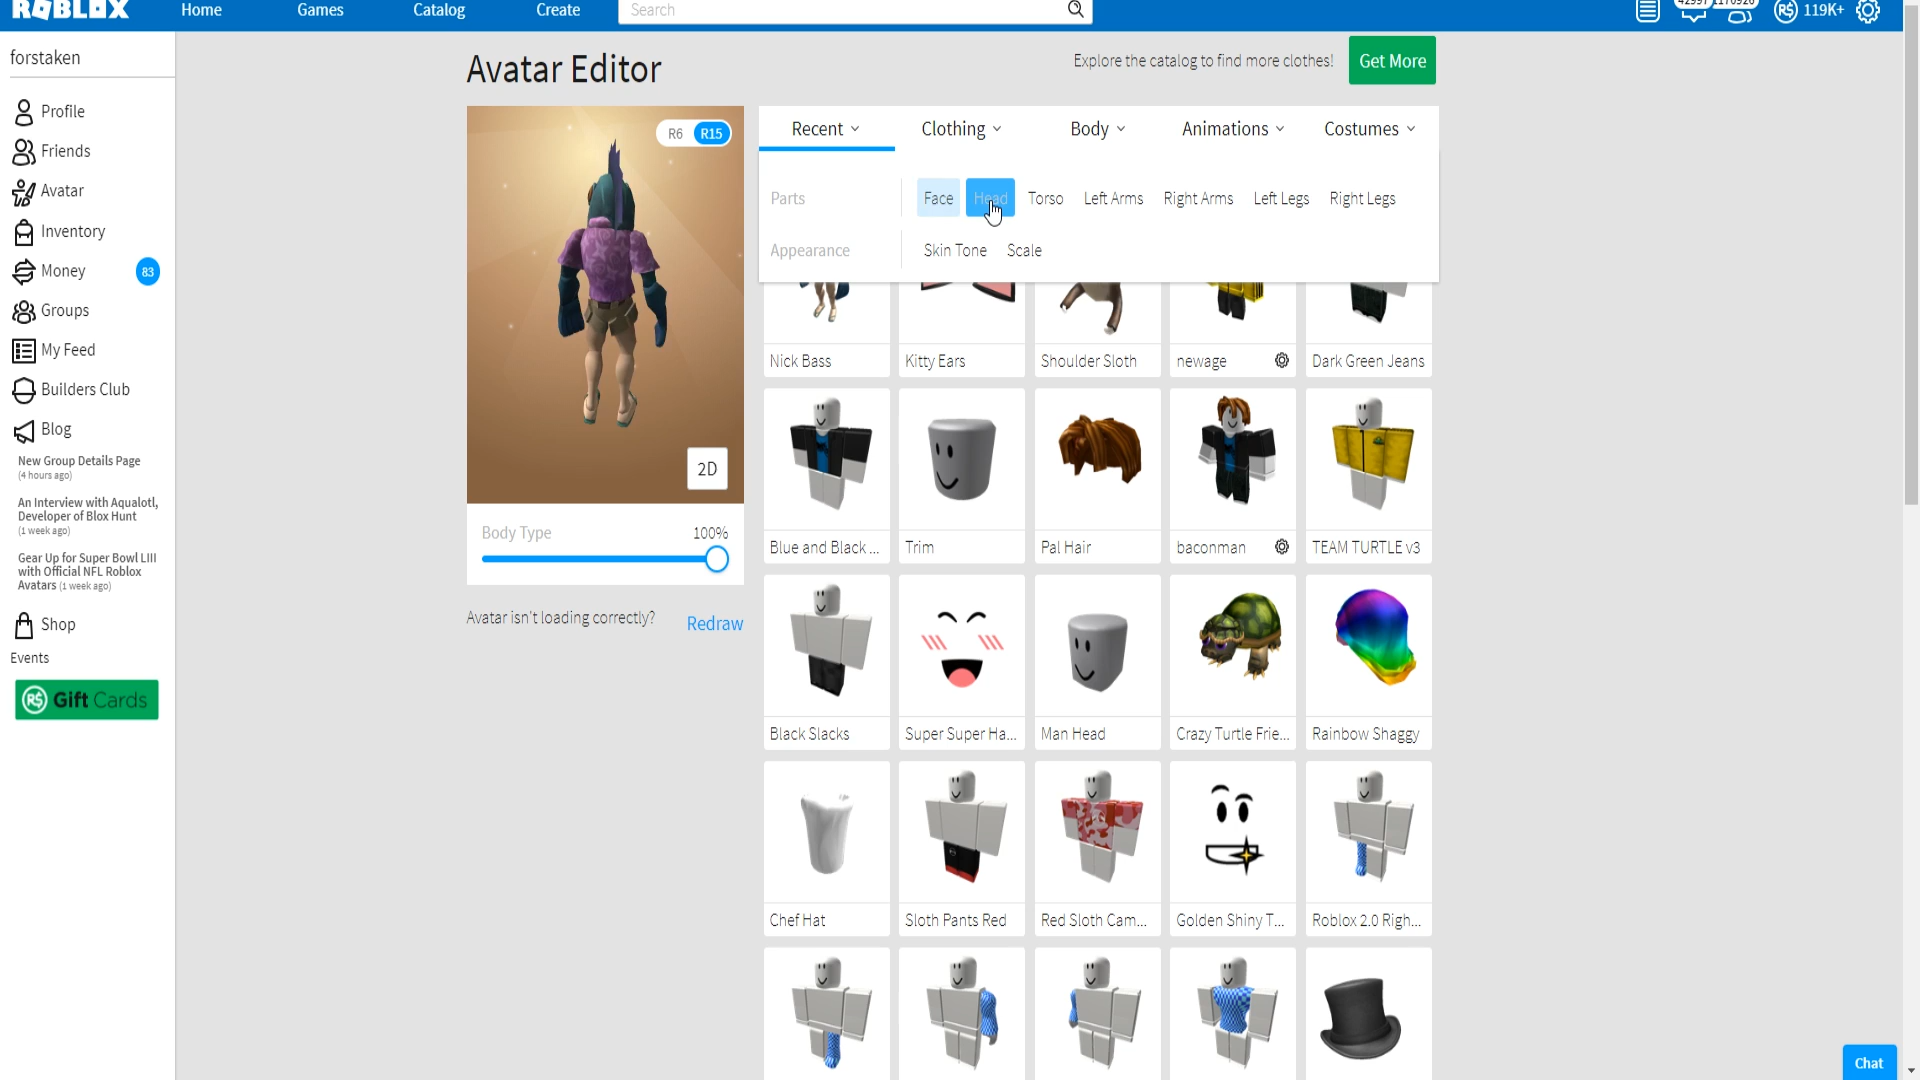 ROBLOX
Home
Games
Catalog
Create
Search
119K+
forstaken
Profile
Friends
Avatar
Inventory
Money
83
Groups
My Feed
Builders Club
Blog
New Group Details Page
(4 hours ago)
An Interview with Aqualotl,
Developer of Blox Hunt
(1 week ago)
Gear Up for Super Bowl LIII
with Official NFL Roblox
Avatars (1 week ago)
Shop
Events
R$ Gift Cards
Avatar Editor
Explore the catalog to find more clothes!
Get More
R6
R15
2D
Body Type
100%
Avatar isn't loading correctly?
Redraw
Recent
Clothing
Body
Animations
Costumes
Parts
Face
Head
Torso
Left Arms
Right Arms
Left Legs
Right Legs
Appearance
Skin Tone
Scale
Nick Bass
Kitty Ears
Shoulder Sloth
newage
Dark Green Jeans
Blue and Black ...
Trim
Pal Hair
baconman
TEAM TURTLE v3
Black Slacks
Super Super Ha...
Man Head
Crazy Turtle Frie...
Rainbow Shaggy
Chef Hat
Sloth Pants Red
Red Sloth Cam...
Golden Shiny T...
Roblox 2.0 Righ...
Chat